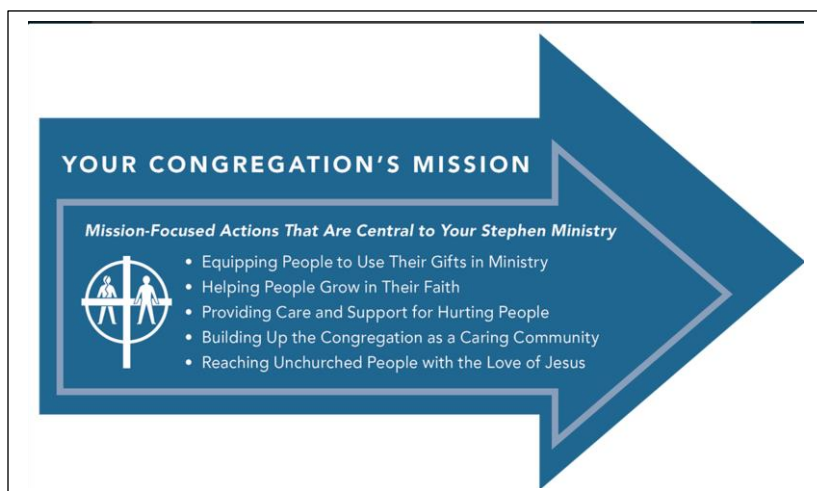 YOUR CONGREGATION'S MISSION
Mission-Focused Actions That Are Central to Your Stephen Ministry
• Equipping People to Use Their Gifts in Ministry
• Helping People Grow in Their Faith
• Providing Care and Support for Hurting People
• Building Up the Congregation as a Caring Community
• Reaching Unchurched People with the Love of Jesus